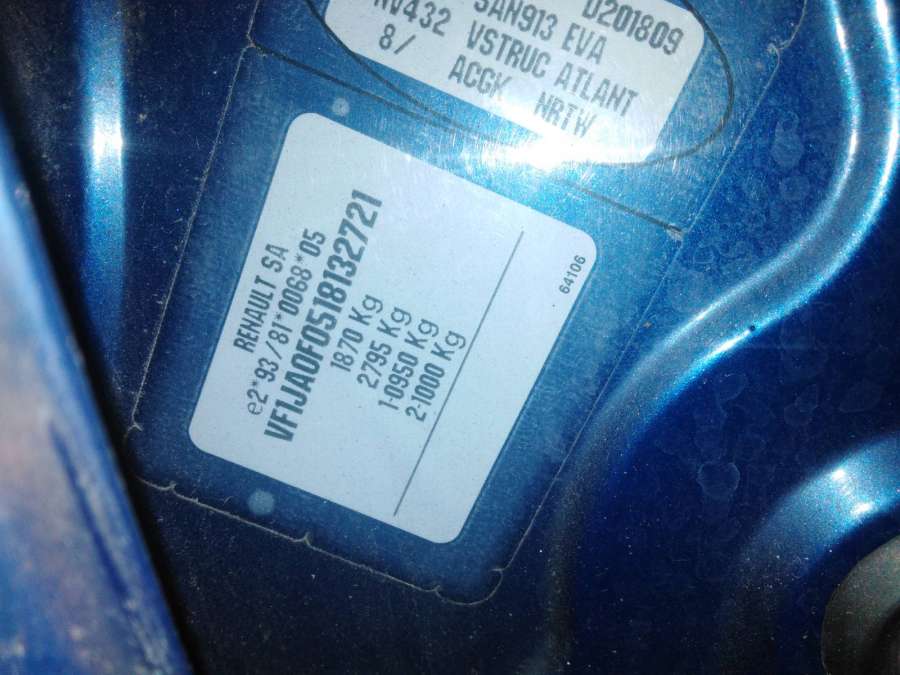 D201809
SAN913 EVA
NV432 VSTRUC ATLANT
8/ ACGK NRTW
RENAULT SA
e2*93/81*0068*05
VF1JA0F0518132721
1870 Kg
2795 Kg
1-0950 Kg
2-1000 Kg
64106